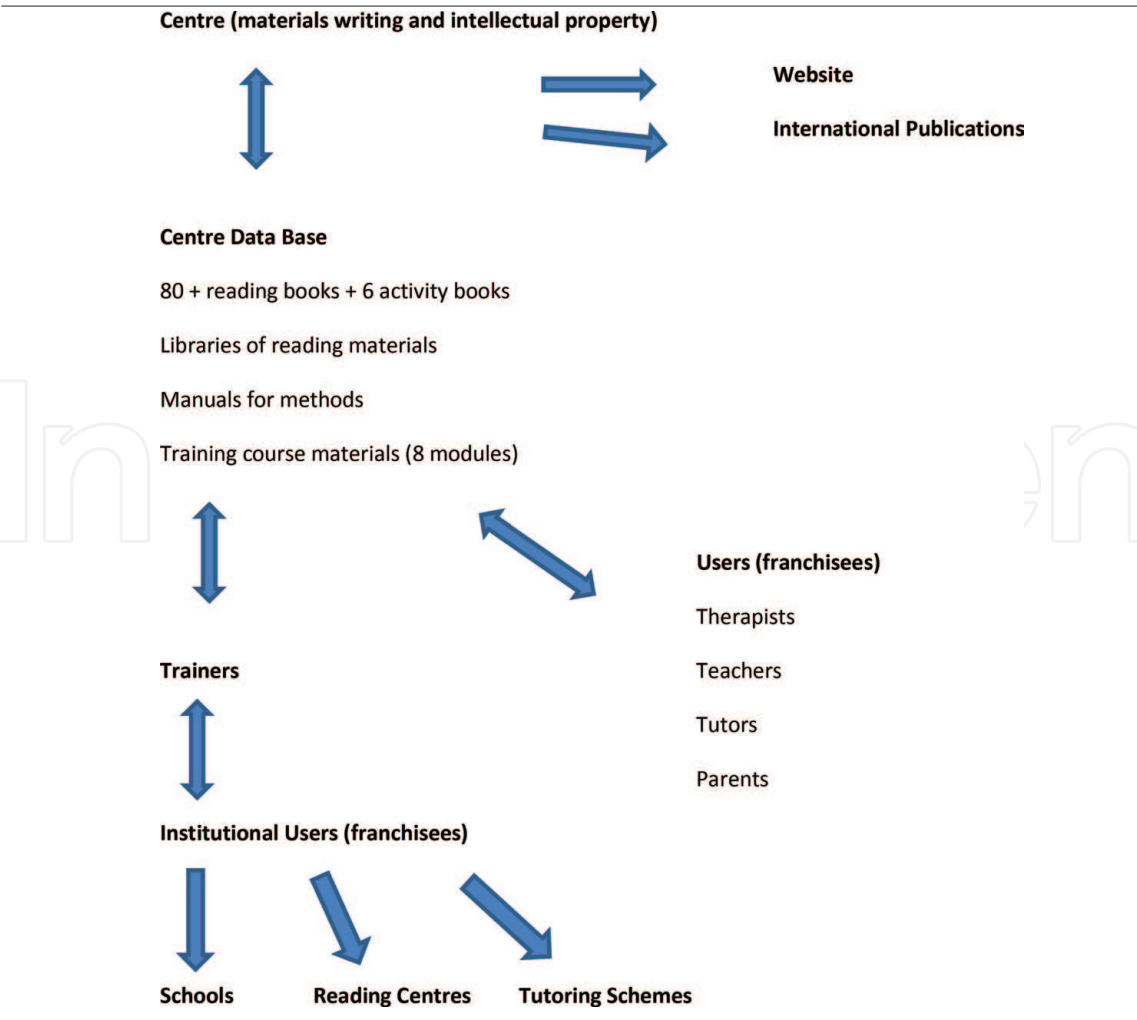 Centre (materials writing and intellectual property)
Website
International Publications
Centre Data Base
80 + reading books + 6 activity books
Libraries of reading materials
Manuals for methods
Training course materials (8 modules)
Users (franchisees)
Therapists
Trainers
Teachers
Tutors
Parents
Institutional Users (franchisees)
Schools
Reading Centres
Tutoring Schemes